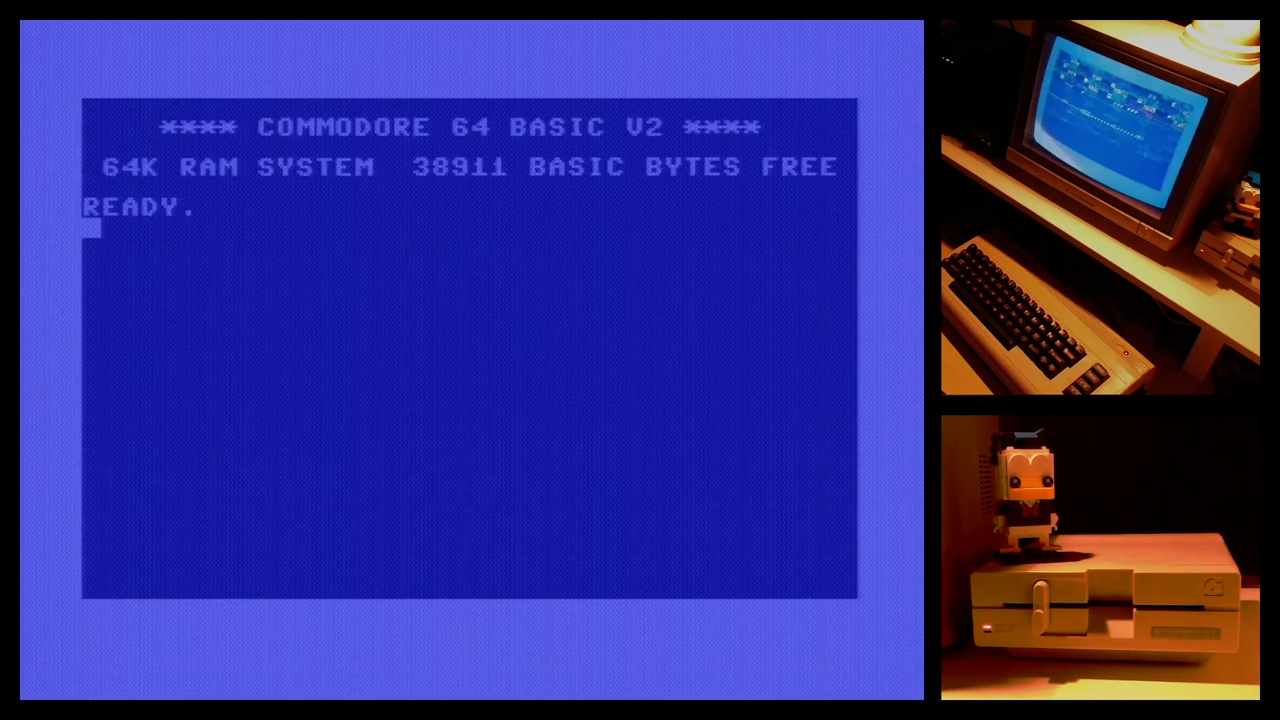 **** COMMODORE 64 BASIC V2 ****
64K RAM SYSTEM  38911 BASIC BYTES FREE
READY.